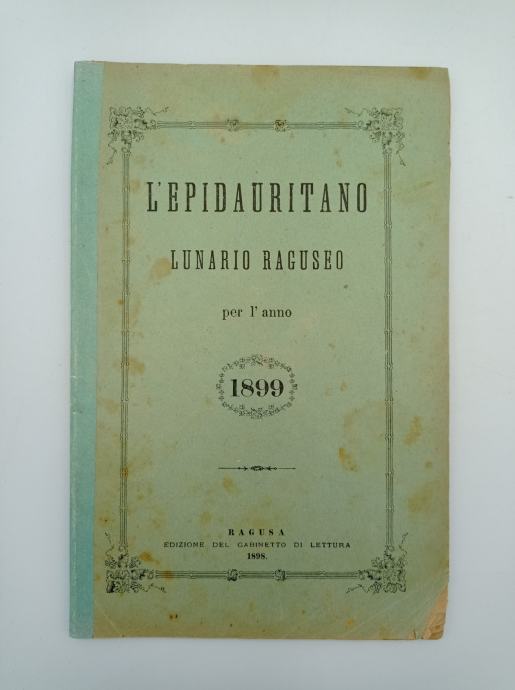 L'EPIDAURITANO
LUNARIO RAGUSEO
per l'anno
1899
RAGUSA
EDIZIONE DEL GABINETTO DI LETTURA
1898.